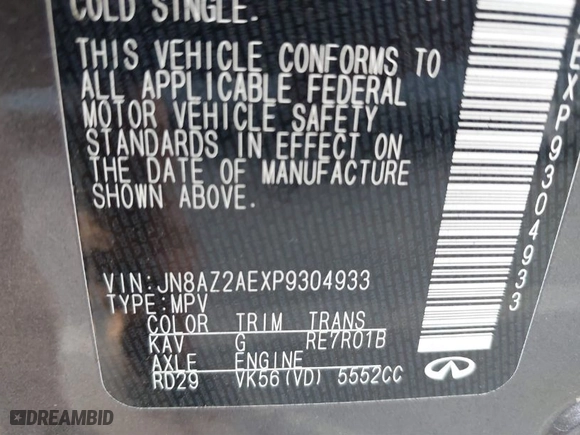 COLD SINGLE.
THIS VEHICLE CONFORMS TO
ALL APPLICABLE FEDERAL
MOTOR VEHICLE SAFETY
STANDARDS IN EFFECT ON
THE DATE OF MANUFACTURE
SHOWN ABOVE.
VIN:JN8AZ2AEXP9304933
TYPE:MPV
COLOR TRIM TRANS
KAV G RE7R01B
AXLE ENGINE
RD29 VK56(VD) 5552CC
EXP9304933
DREAMBID